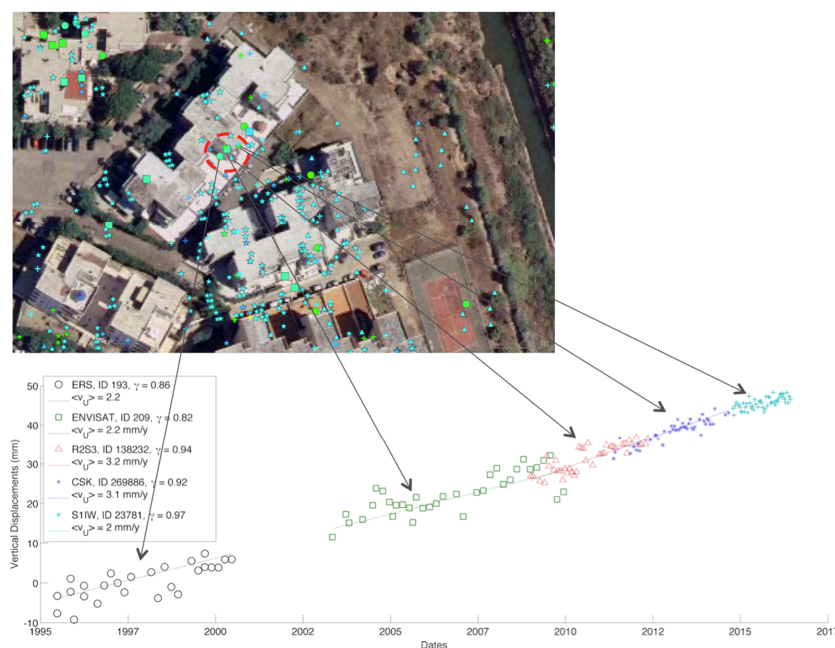 50
40
30
20
10
0
-10
Vertical Displacements (mm)
ERS, ID 193, γ = 0.86
<v_U> = 2.2
ENVISAT, ID 209, γ = 0.82
<v_U> = 2.2 mm/y
R2S3, ID 138232, γ = 0.94
<v_U> = 3.2 mm/y
CSK, ID 269886, γ = 0.92
<v_U> = 3.1 mm/y
S1IW, ID 23781, γ = 0.97
<v_U> = 2 mm/y
1995 1997 2000 2002 2005 2007 2010 2012 2015 2017
Dates